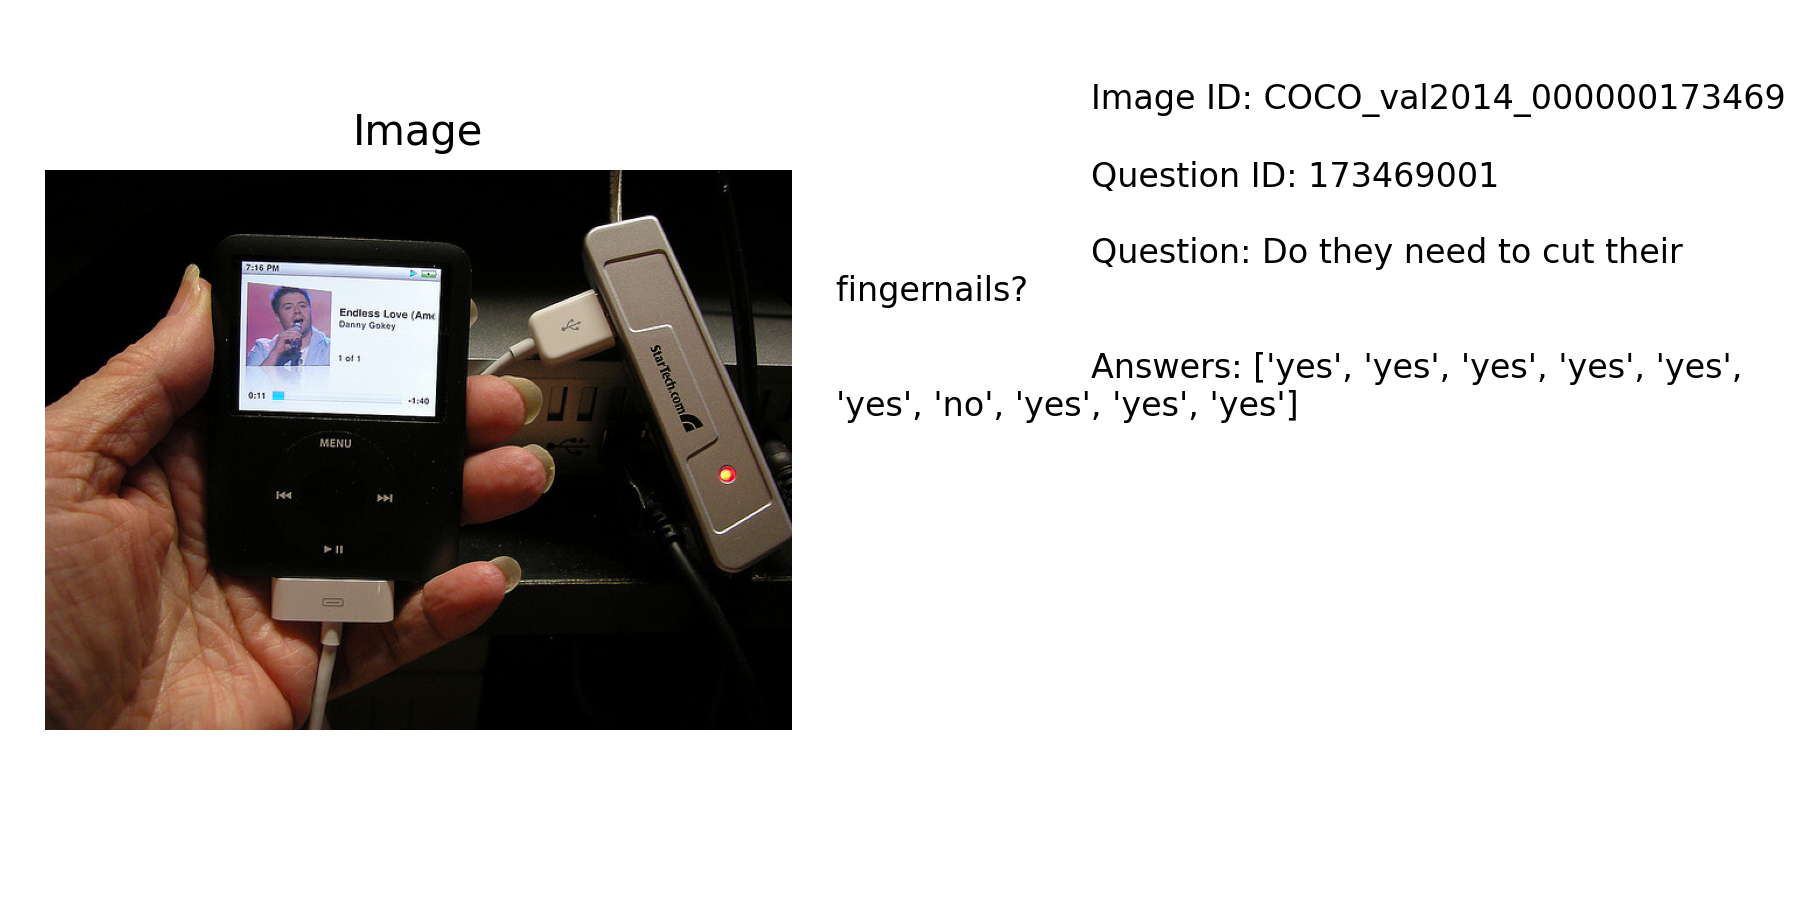 Image
Image ID: COCO_val2014_000000173469
Question ID: 173469001
Question: Do they need to cut their
fingernails?
Answers: ['yes', 'yes', 'yes', 'yes', 'yes',
'yes', 'no', 'yes', 'yes', 'yes']
7:16 PM
Endless Love (Ame
Danny Gokey
1 of 1
0:11
-1:40
MENU
StarTech.com